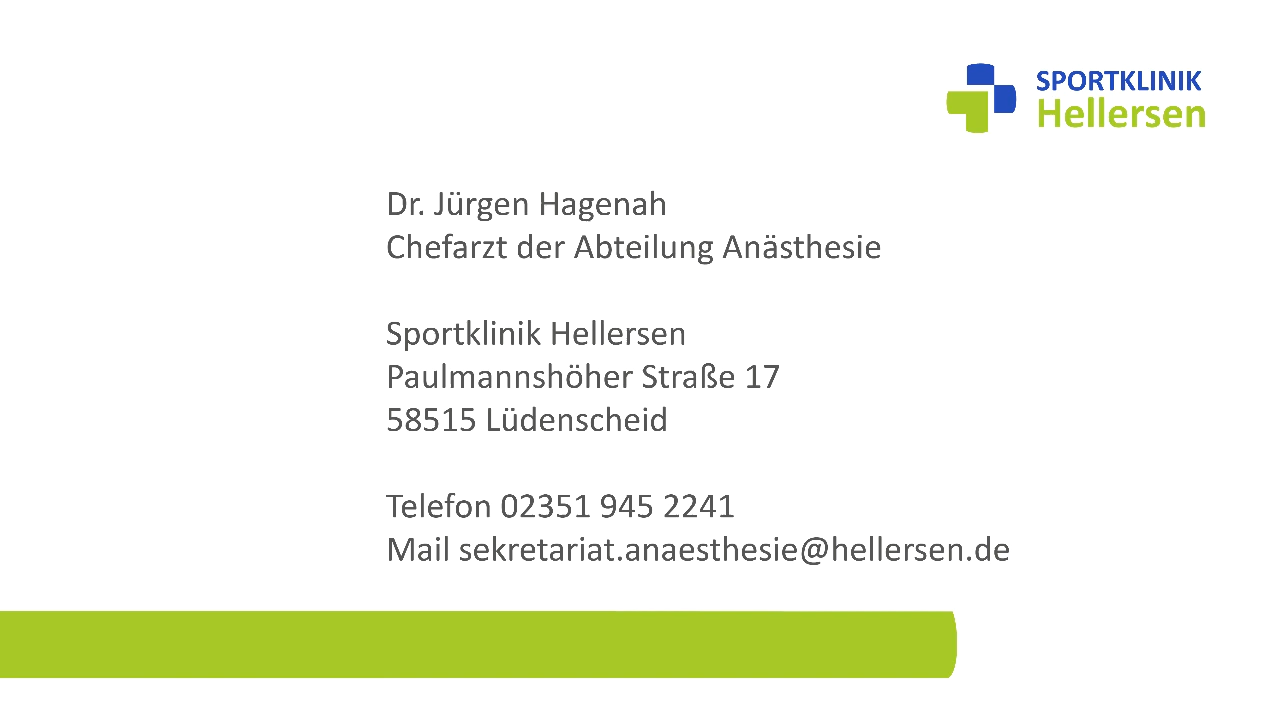 SPORTKLINIK
Hellersen
Dr. Jürgen Hagenah
Chefarzt der Abteilung Anästhesie
Sportklinik Hellersen
Paulmannshöher Straße 17
58515 Lüdenscheid
Telefon 02351 945 2241
Mail sekretariat.anaesthesie@hellersen.de